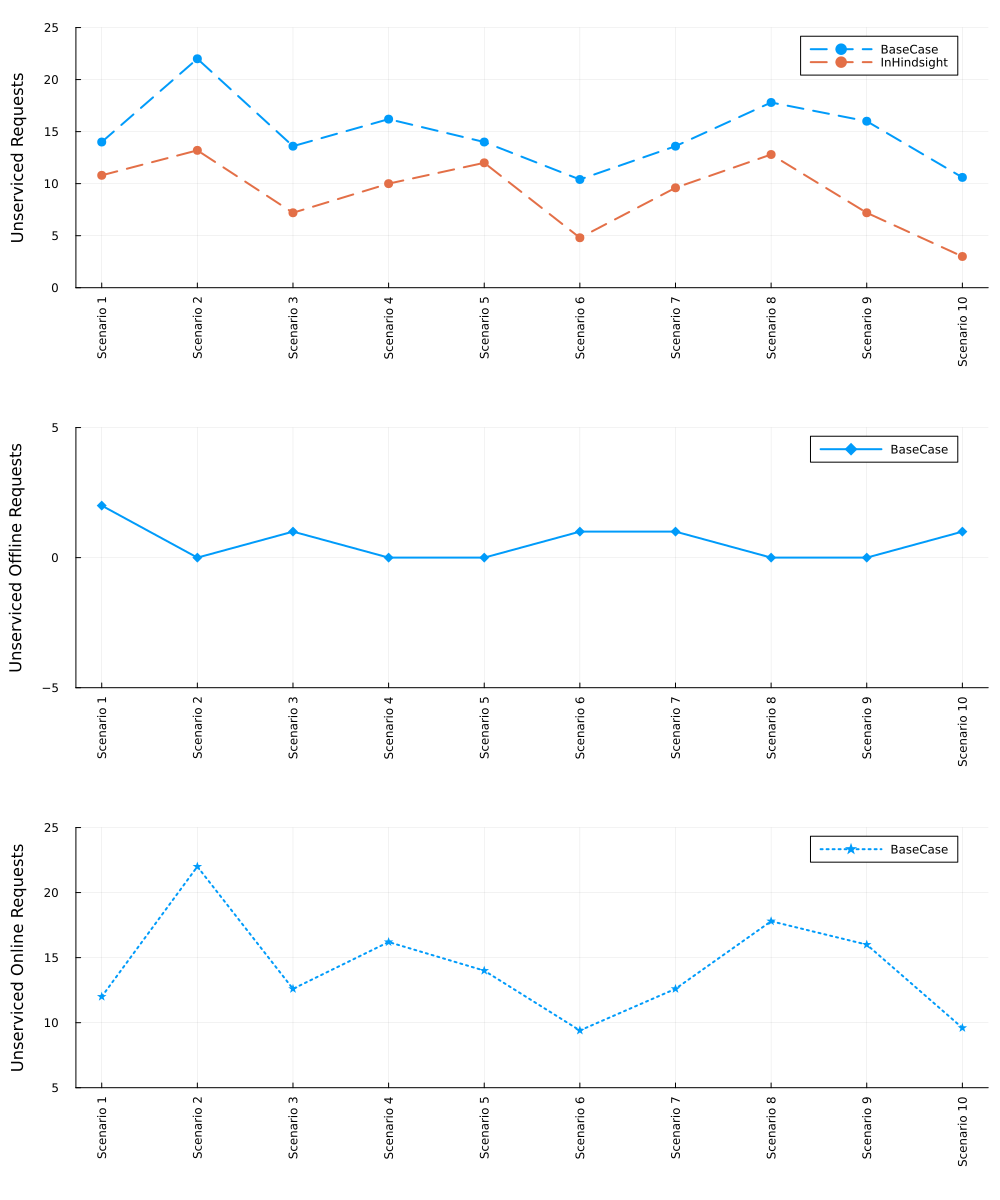 Unserviced Requests
25
20
15
10
5
0
BaseCase
InHindsight
Scenario 1
Scenario 2
Scenario 3
Scenario 4
Scenario 5
Scenario 6
Scenario 7
Scenario 8
Scenario 9
Scenario 10
Unserviced Offline Requests
5
0
−5
BaseCase
Scenario 1
Scenario 2
Scenario 3
Scenario 4
Scenario 5
Scenario 6
Scenario 7
Scenario 8
Scenario 9
Scenario 10
Unserviced Online Requests
25
20
15
10
5
BaseCase
Scenario 1
Scenario 2
Scenario 3
Scenario 4
Scenario 5
Scenario 6
Scenario 7
Scenario 8
Scenario 9
Scenario 10